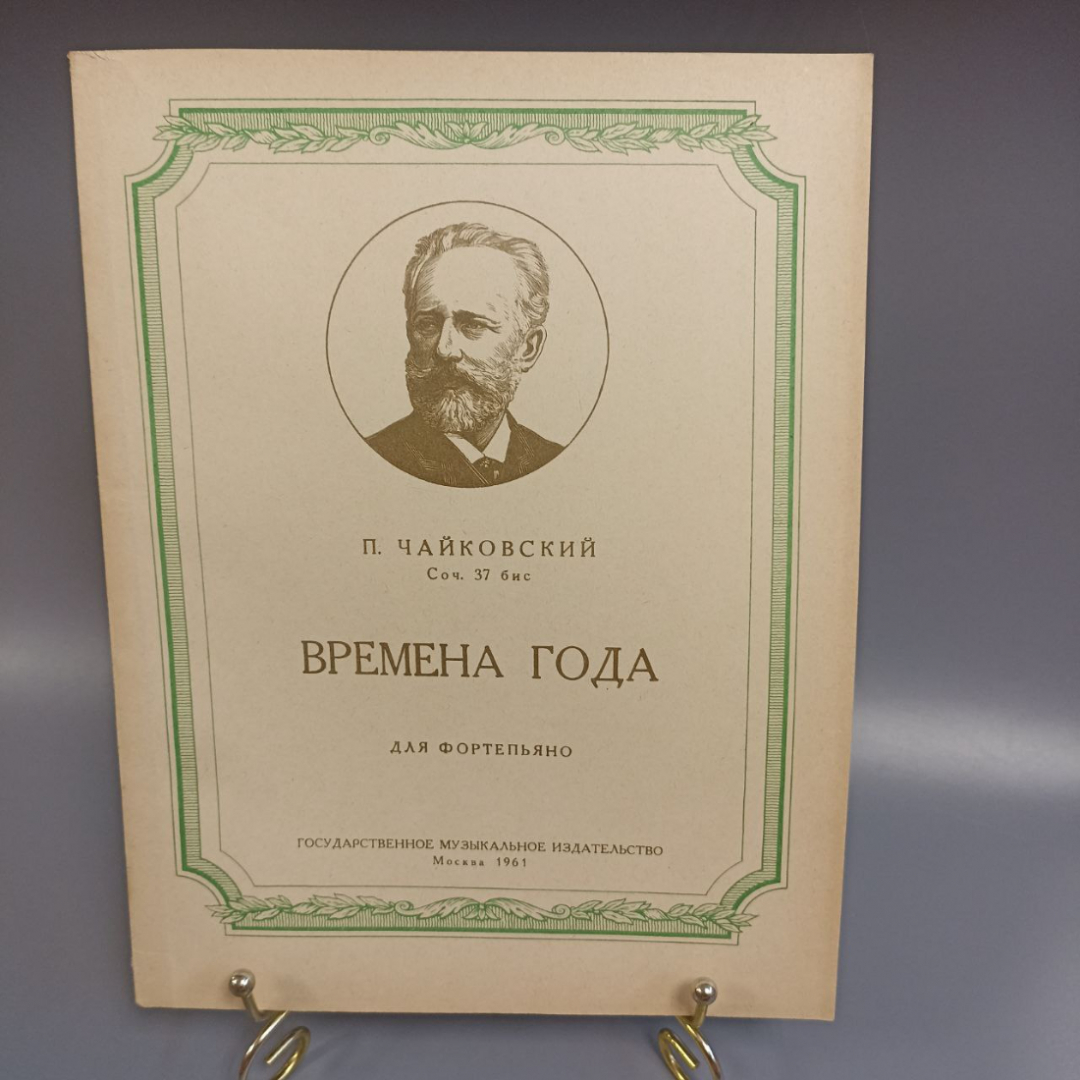 П. ЧАЙКОВСКИЙ
Соч. 37 бис
ВРЕМЕНА ГОДА
ДЛЯ ФОРТЕПЬЯНО
ГОСУДАРСТВЕННОЕ МУЗЫКАЛЬНОЕ ИЗДАТЕЛЬСТВО
Москва 1961